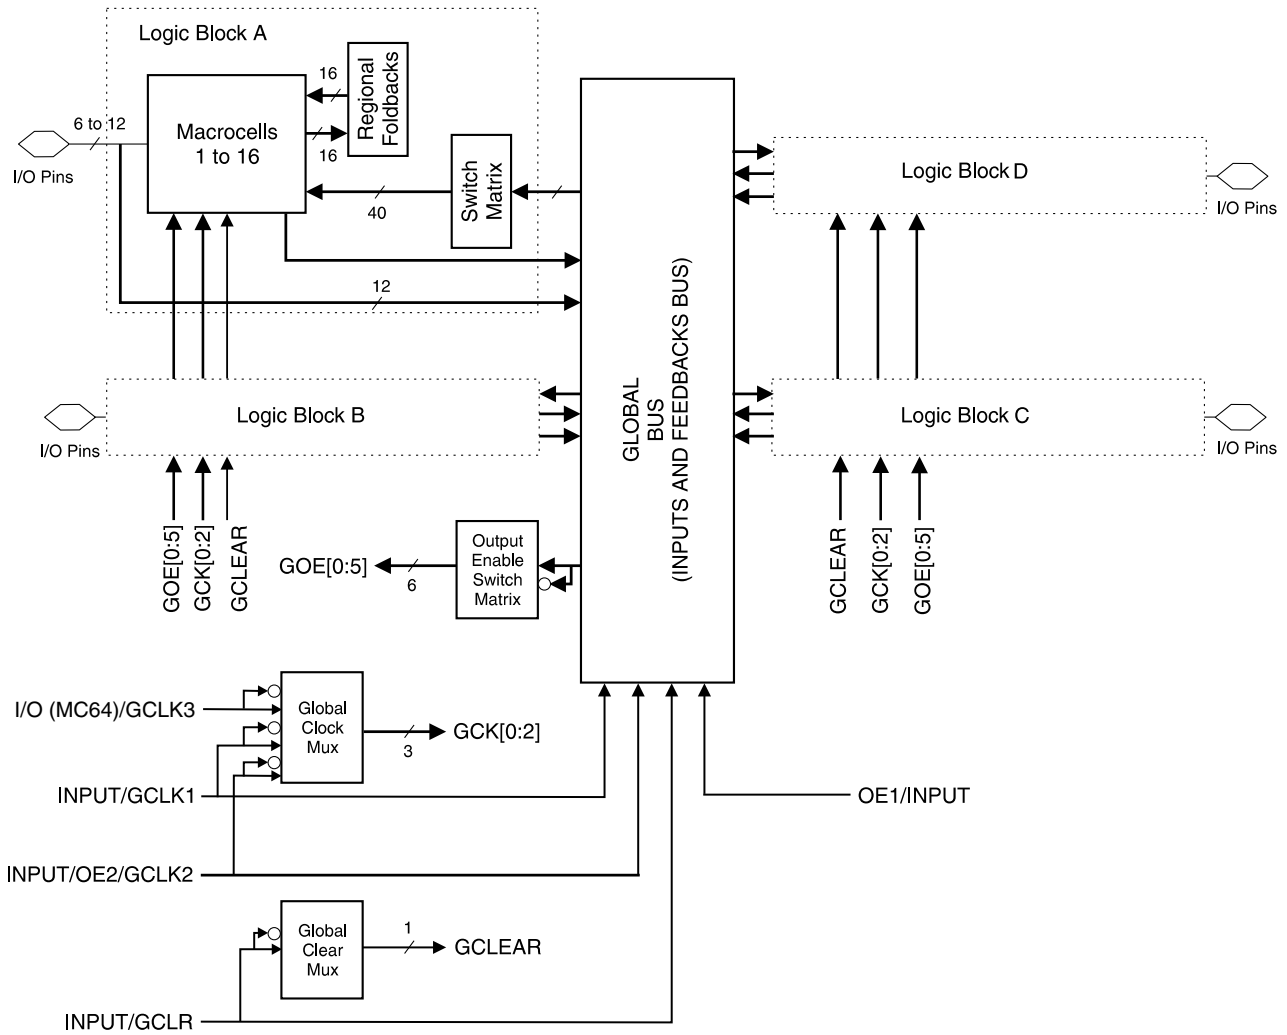 Logic Block A
16
Regional
Foldbacks
6 to 12
Macrocells
1 to 16
16
I/O Pins
Switch
Matrix
40
12
Logic Block D
I/O Pins
GLOBAL
BUS
(INPUTS AND FEEDBACKS BUS)
Logic Block B
I/O Pins
Logic Block C
I/O Pins
GOE[0:5]
GCK[0:2]
GCLEAR
GCLEAR
GCK[0:2]
GOE[0:5]
GOE[0:5]
6
Output
Enable
Switch
Matrix
I/O (MC64)/GCLK3
Global
Clock
Mux
GCK[0:2]
3
INPUT/GCLK1
OE1/INPUT
INPUT/OE2/GCLK2
Global
Clear
Mux
1
GCLEAR
INPUT/GCLR